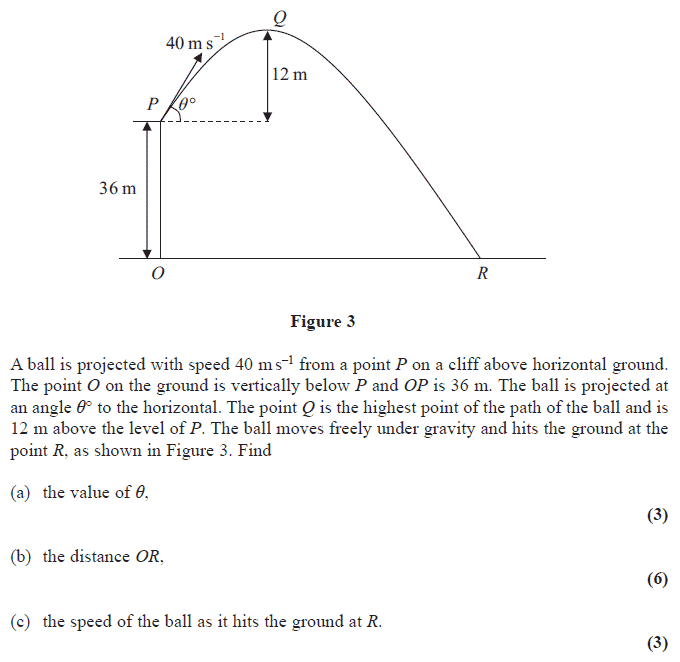 Q
40 m s⁻¹
12 m
P θ°
36 m
O R
Figure 3
A ball is projected with speed 40 m s⁻¹ from a point P on a cliff above horizontal ground.
The point O on the ground is vertically below P and OP is 36 m. The ball is projected at
an angle θ° to the horizontal. The point Q is the highest point of the path of the ball and is
12 m above the level of P. The ball moves freely under gravity and hits the ground at the
point R, as shown in Figure 3. Find
(a) the value of θ,
(3)
(b) the distance OR,
(6)
(c) the speed of the ball as it hits the ground at R.
(3)